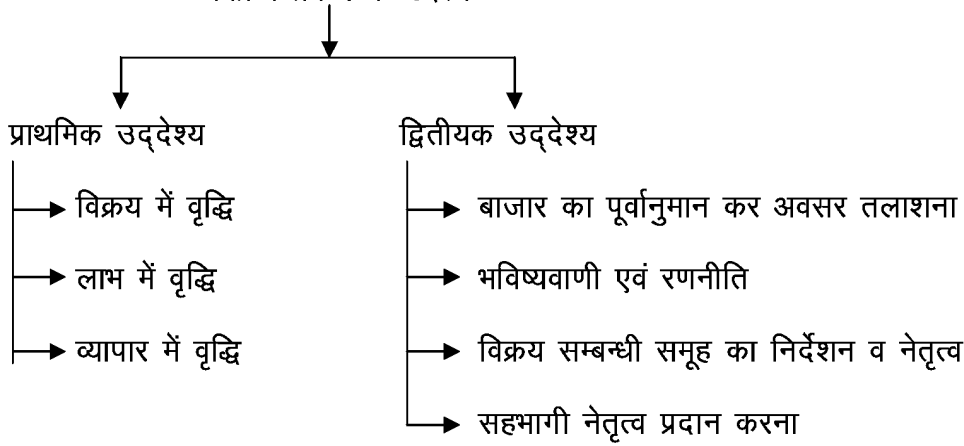 प्राथमिक उद्देश्य
विक्रय में वृद्धि
लाभ में वृद्धि
व्यापार में वृद्धि
द्वितीयक उद्देश्य
बाजार का पूर्वानुमान कर अवसर तलाशना
भविष्यवाणी एवं रणनीति
विक्रय सम्बन्धी समूह का निर्देशन व नेतृत्व
सहभागी नेतृत्व प्रदान करना